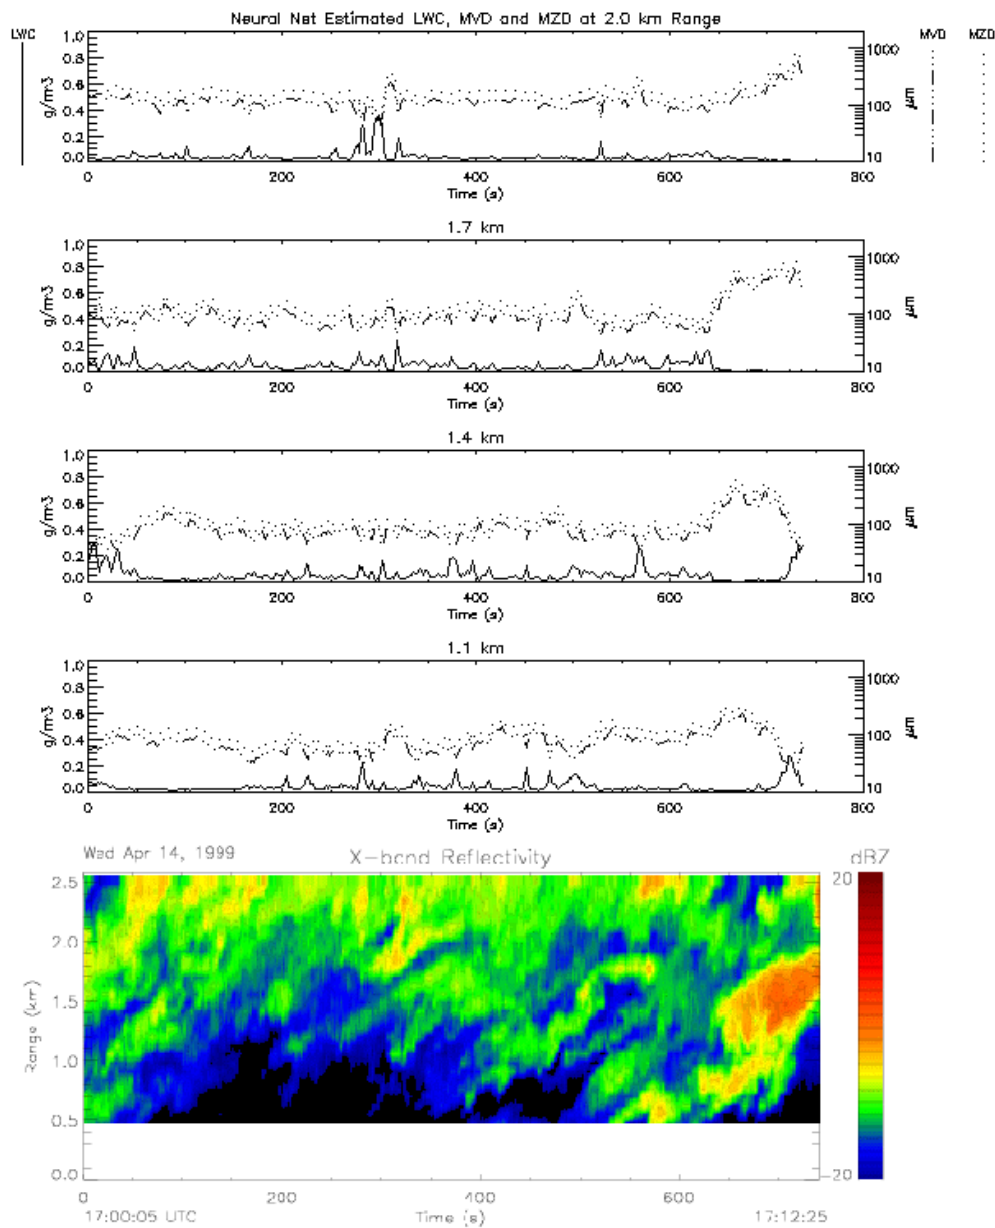 Neural Net Estimated LWC, MVD and MZD at 2.0 km Range
LWC
MVD
MZD
1.0
0.8
0.6
0.4
0.2
0.0
g/m3
1000
100
10
μm
0
200
400
600
800
Time (s)
1.7 km
1.0
0.8
0.6
0.4
0.2
0.0
g/m3
1000
100
10
μm
0
200
400
600
800
Time (s)
1.4 km
1.0
0.8
0.6
0.4
0.2
0.0
g/m3
1000
100
10
μm
0
200
400
600
800
Time (s)
1.1 km
1.0
0.8
0.6
0.4
0.2
0.0
g/m3
1000
100
10
μm
0
200
400
600
800
Time (s)
Wed Apr 14, 1999
X-band Reflectivity
dBZ
2.5
2.0
1.5
1.0
0.5
0.0
Range (km)
20
-20
0
200
400
600
17:00:05 UTC
Time (s)
17:12:25